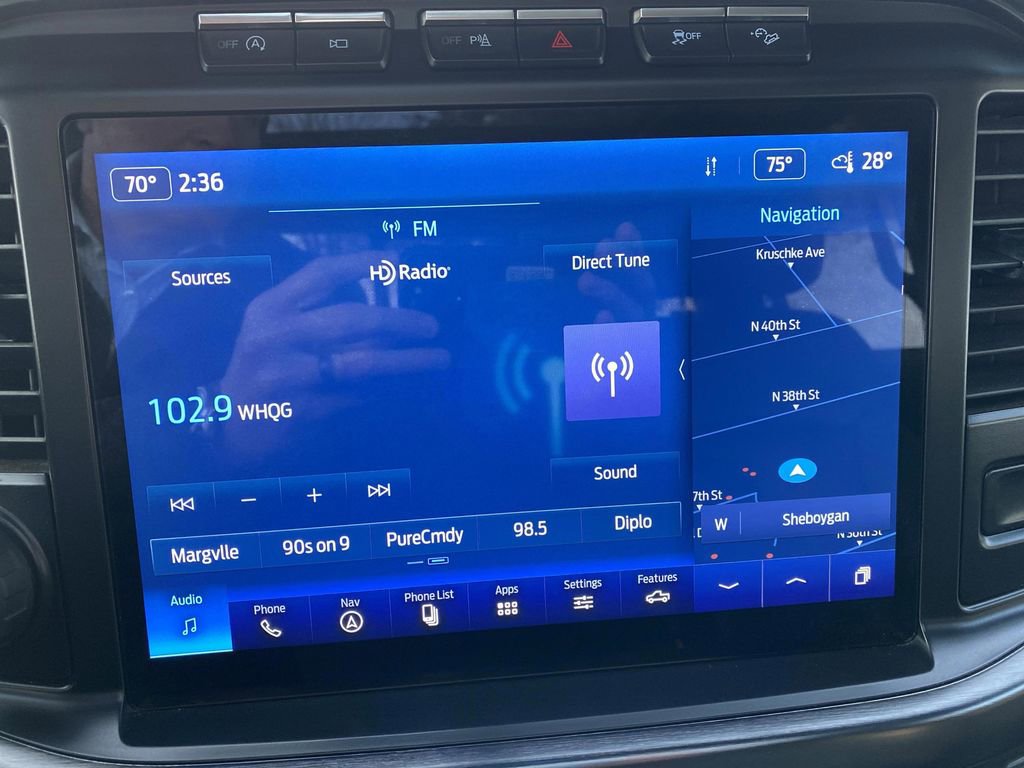 OFF A
OFF P
OFF
70° 2:36
75° 28°
FM
Navigation
Sources
HD Radio
Direct Tune
Kruschke Ave
N 40th St
N 38th St
102.9 WHQG
Sound
7th St
W Sheboygan
N 30th St
Margvlle 90s on 9 PureCmdy 98.5 Diplo
Audio Phone Nav Phone List Apps Settings Features